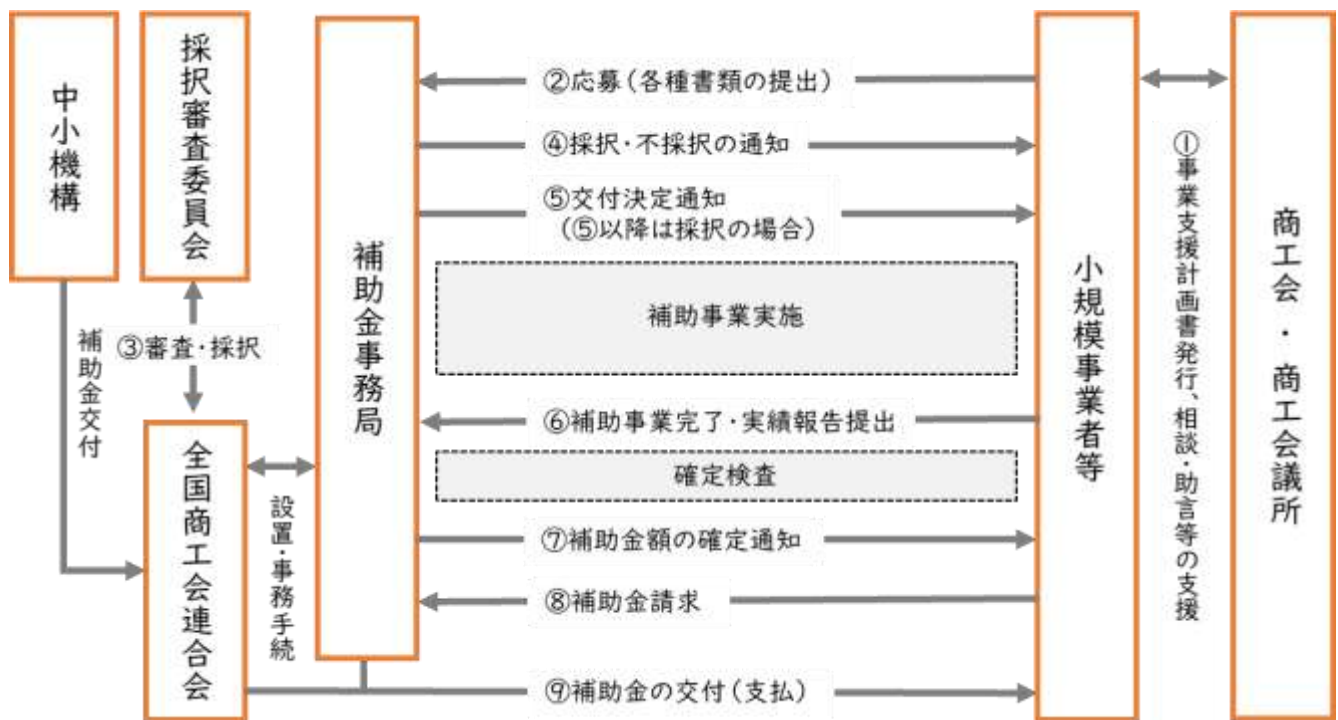 中小機構
採択審査委員会
補助金事務局
小規模事業者等
商工会・商工会議所
全国商工会連合会
①事業支援計画書発行、相談・助言等の支援
②応募(各種書類の提出)
③審査・採択
④採択・不採択の通知
⑤交付決定通知
(⑤以降は採択の場合)
補助事業実施
⑥補助事業完了・実績報告提出
確定検査
⑦補助金額の確定通知
⑧補助金請求
⑨補助金の交付(支払)
補助金交付
設置・事務手続